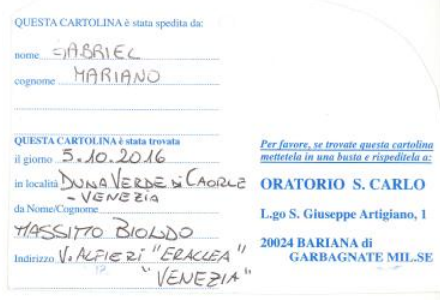 QUESTA CARTOLINA è stata spedita da:
nome GABRIEL
cognome MARIANO
QUESTA CARTOLINA è stata trovata
il giorno 5.10.2016
in località DUNA VERDE di CAORLE
- VENEZIA
da Nome/Cognome
MASSIMO BIONDO
Indirizzo V. ALFIERI "ERACLEA"
"VENEZIA"
Per favore, se trovate questa cartolina
mettetela in una busta e rispeditela a:
ORATORIO S. CARLO
L.go S. Giuseppe Artigiano, 1
20024 BARIANA di
GARBAGNATE MIL.SE